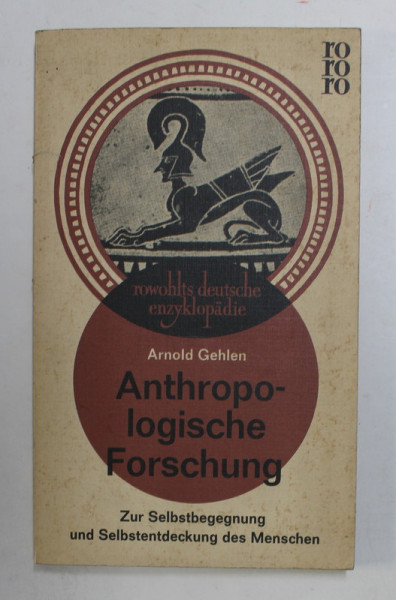 ro
ro
ro
rowohlts deutsche
enzyklopädie
Arnold Gehlen
Anthropo-
logische
Forschung
Zur Selbstbegegnung
und Selbstentdeckung des Menschen